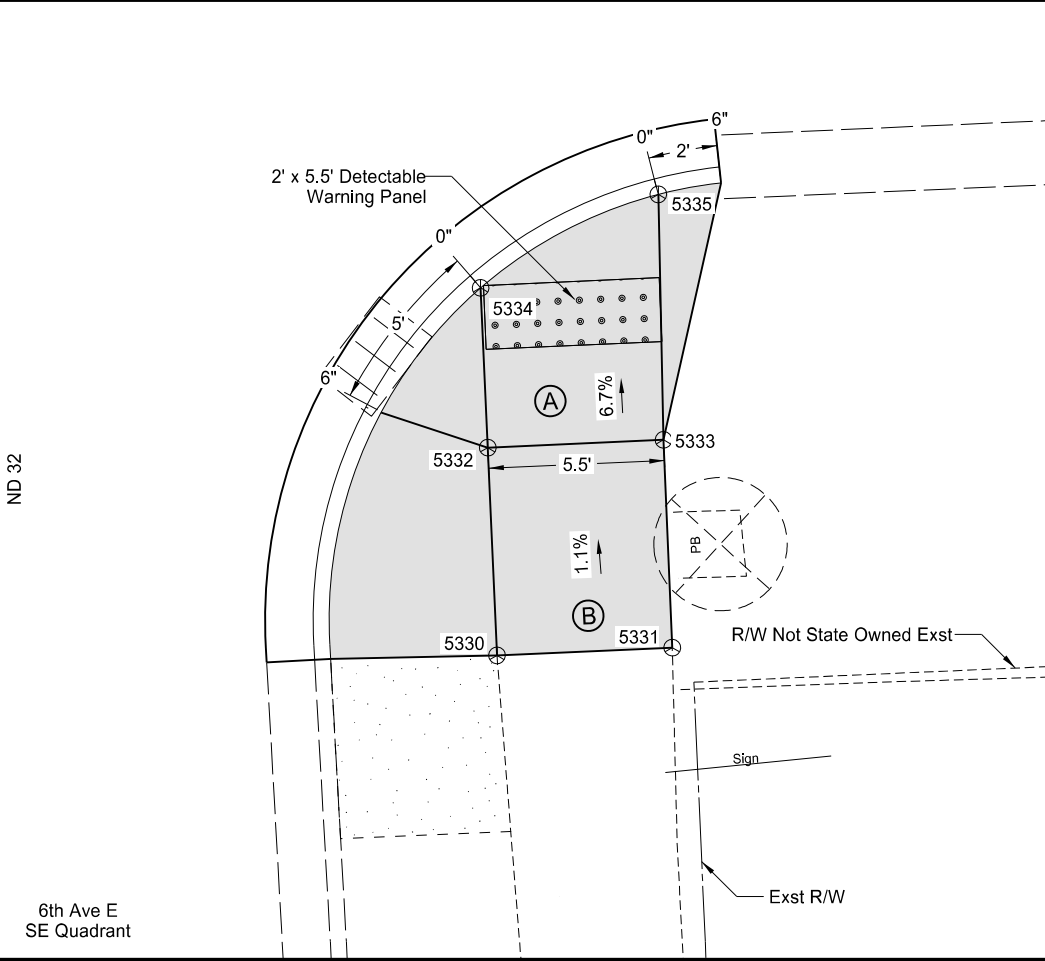 6"
0"
2'
2' x 5.5' Detectable
Warning Panel
5335
0"
5334
5'
6"
A
6.7%
5332
5333
5.5'
ND 32
1.1%
PB
B
5330
5331
R/W Not State Owned Exst
Sign
Exst R/W
6th Ave E
SE Quadrant